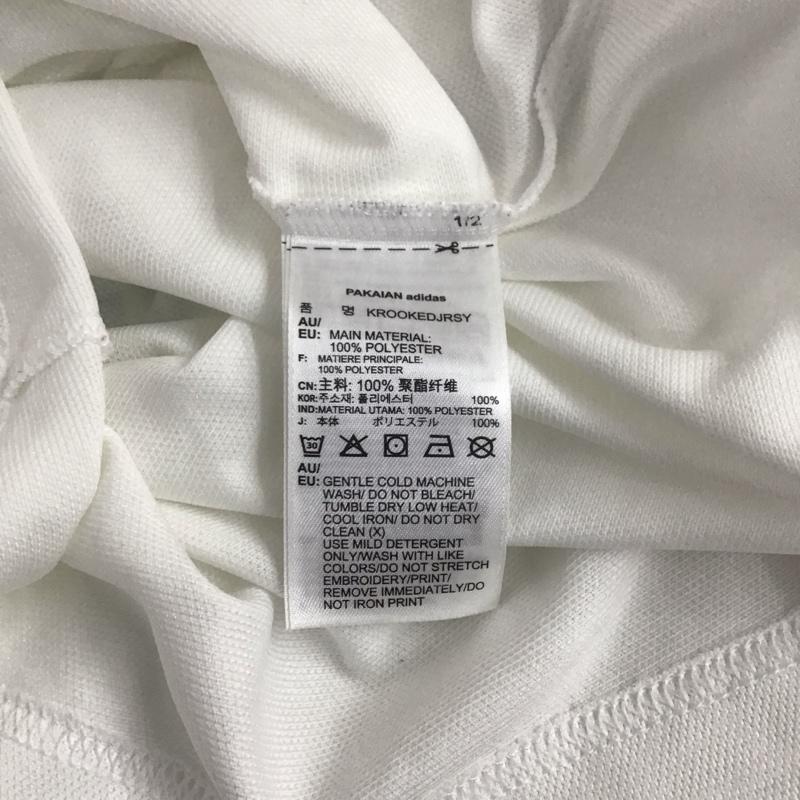 1/2
PAKAIAN adidas
품 명 KROOKEDJRSY
AU/
EU: MAIN MATERIAL:
100% POLYESTER
F: MATIERE PRINCIPALE:
100% POLYESTER
CN: 主料: 100% 聚酯纤维
KOR: 주소재: 폴리에스터 100%
IND: MATERIAL UTAMA: 100% POLYESTER
J: 本体 ポリエステル 100%
30
AU/
EU: GENTLE COLD MACHINE
WASH/ DO NOT BLEACH/
TUMBLE DRY LOW HEAT/
COOL IRON/ DO NOT DRY
CLEAN (X)
USE MILD DETERGENT
ONLY/WASH WITH LIKE
COLORS/DO NOT STRETCH
EMBROIDERY/PRINT/
REMOVE IMMEDIATELY/DO
NOT IRON PRINT